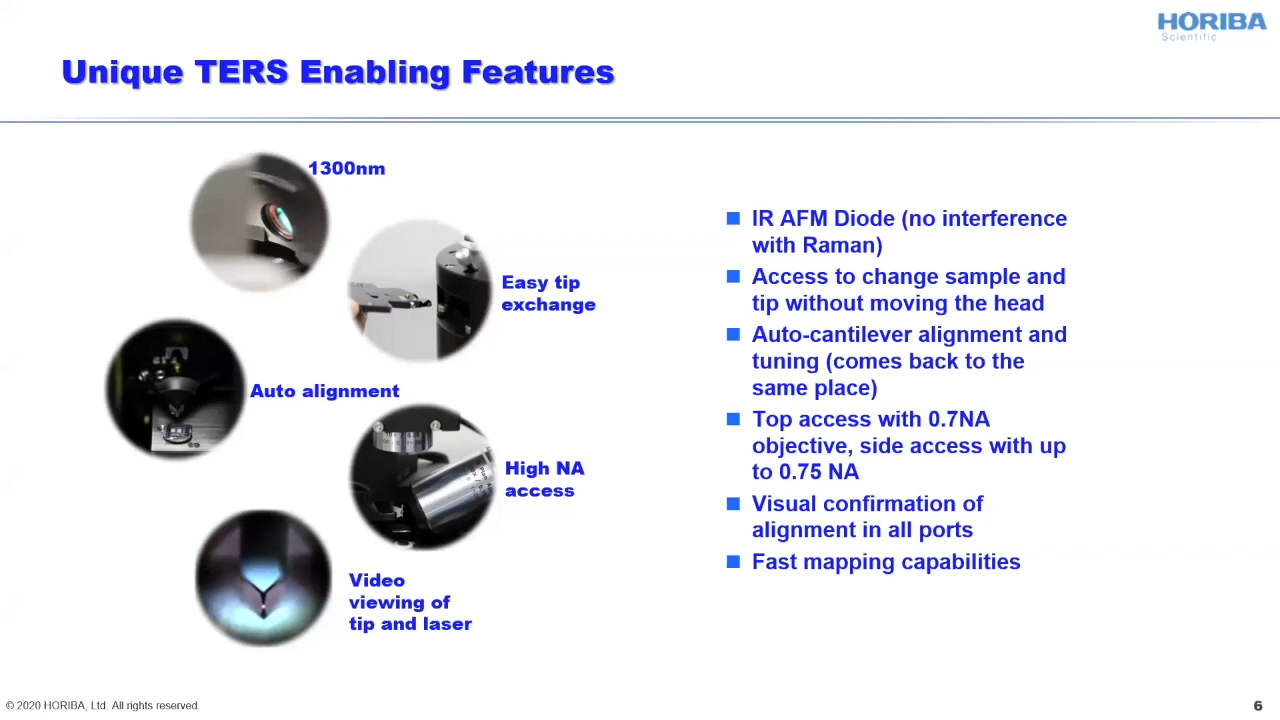 HORIBA
Scientific
Unique TERS Enabling Features
1300nm
Easy tip
exchange
Auto alignment
High NA
access
Video
viewing of
tip and laser
IR AFM Diode (no interference
with Raman)
Access to change sample and
tip without moving the head
Auto-cantilever alignment and
tuning (comes back to the
same place)
Top access with 0.7NA
objective, side access with up
to 0.75 NA
Visual confirmation of
alignment in all ports
Fast mapping capabilities
© 2020 HORIBA, Ltd. All rights reserved.
6